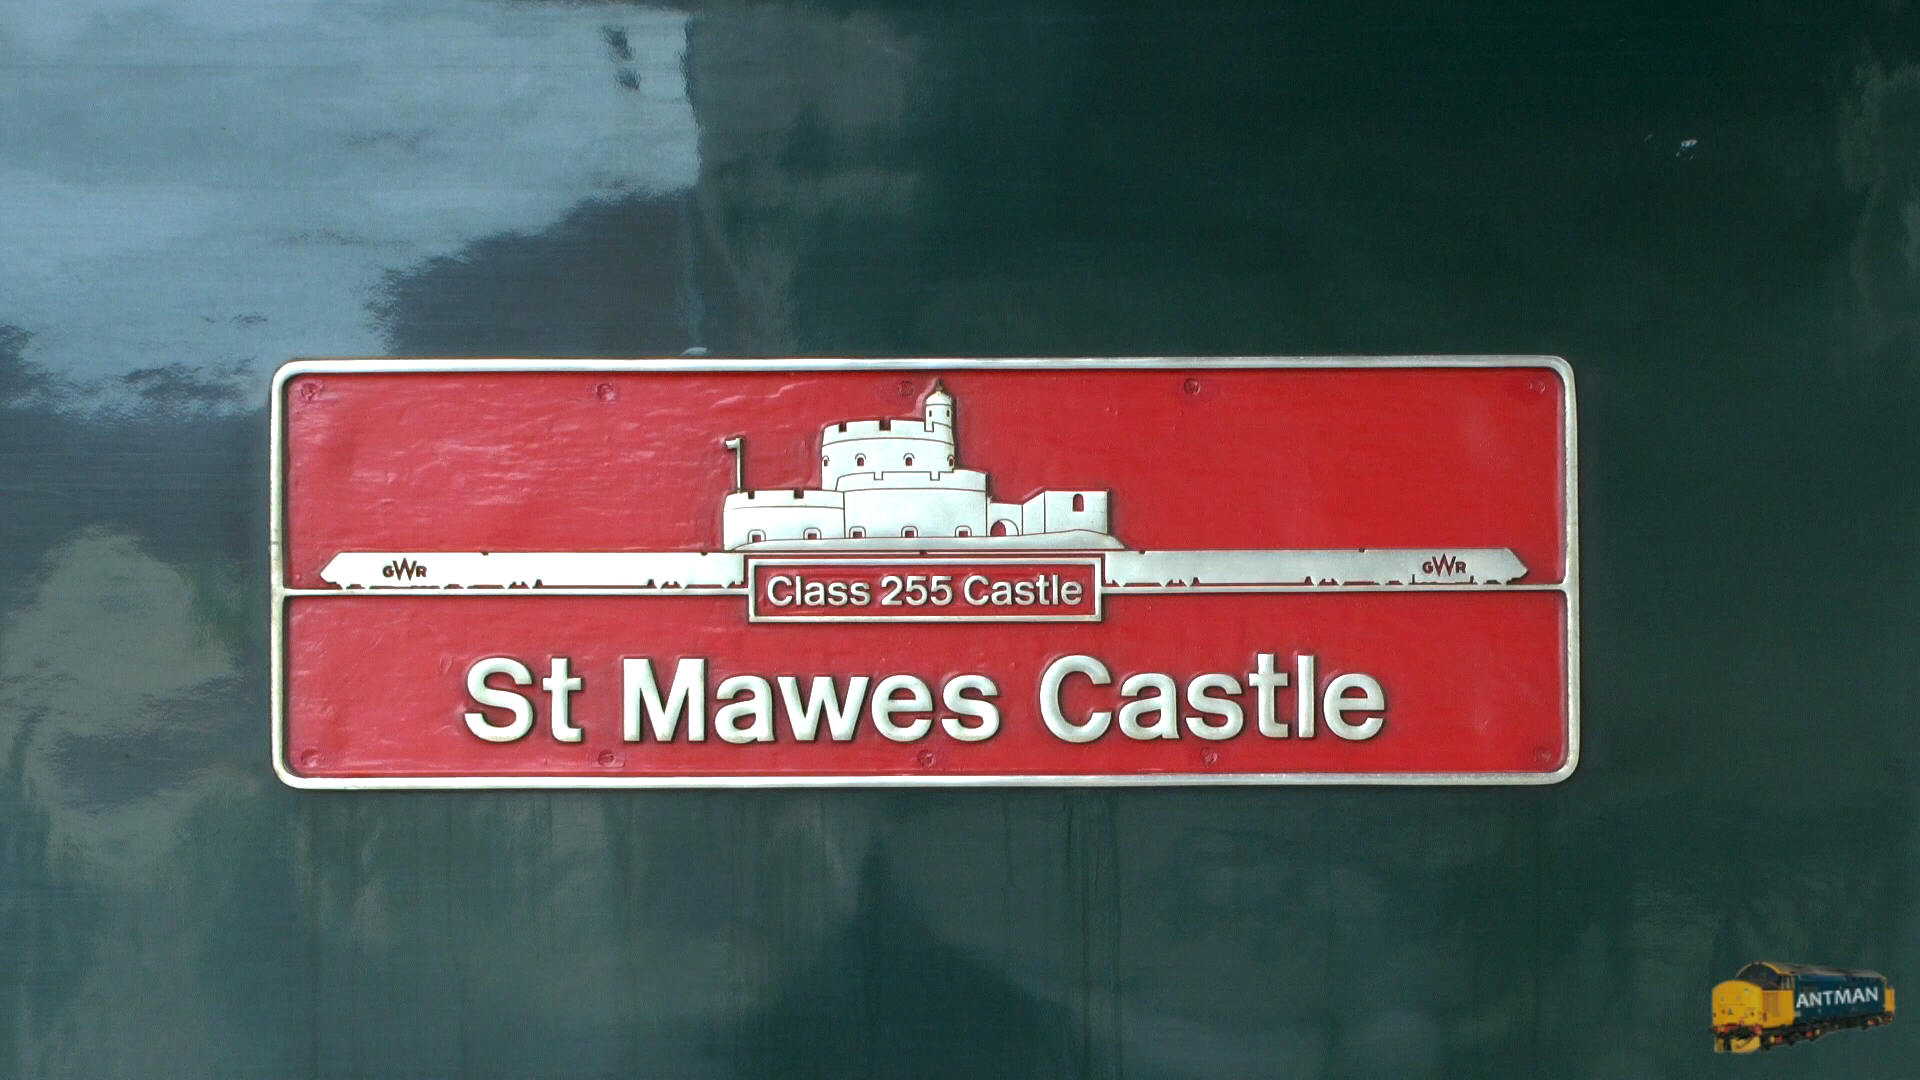 GWR GWR
Class 255 Castle
St Mawes Castle
ANTMAN